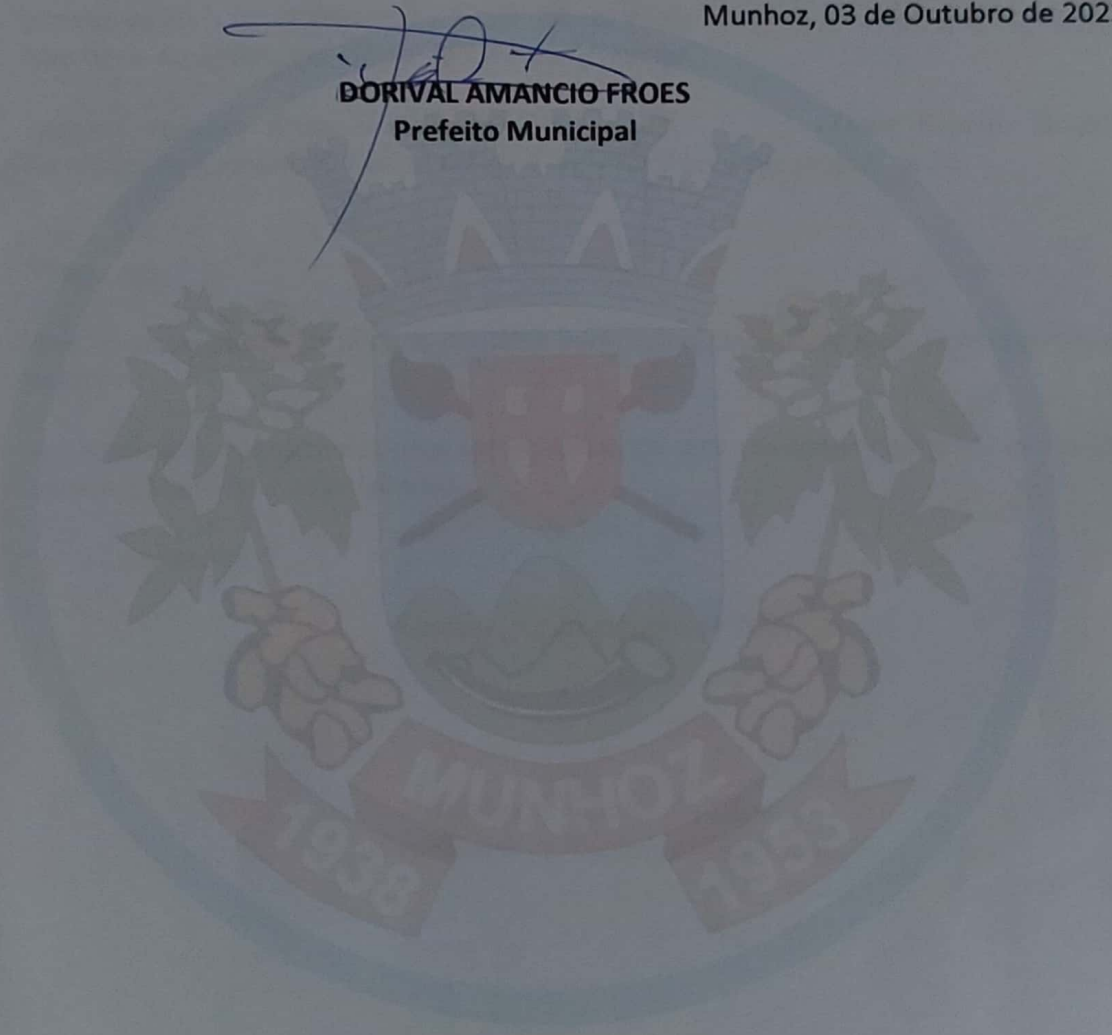 Munhoz, 03 de Outubro de 202
DORIVAL AMANCIO FROES
Prefeito Municipal
MUNHOZ
1938
1953